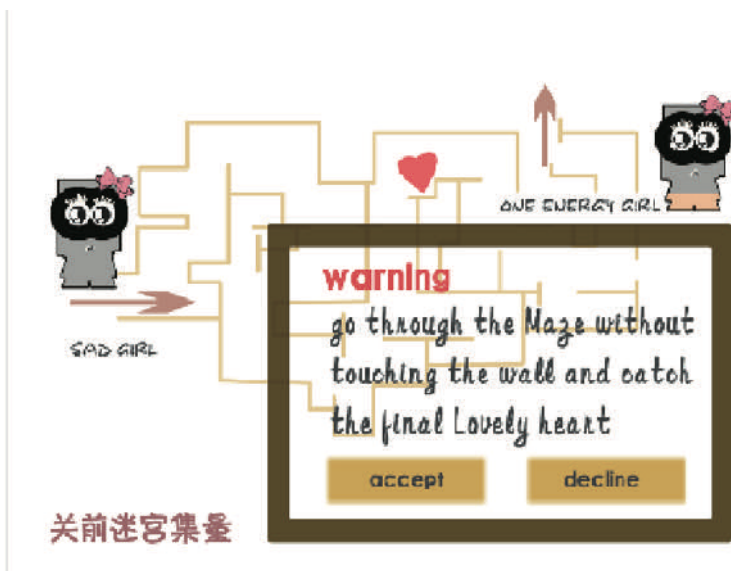 ONE ENERGY GIRL
warning
go through the Maze without
touching the wall and catch
the final Lovely heart
SAD GIRL
accept
decline
关前迷宫集量